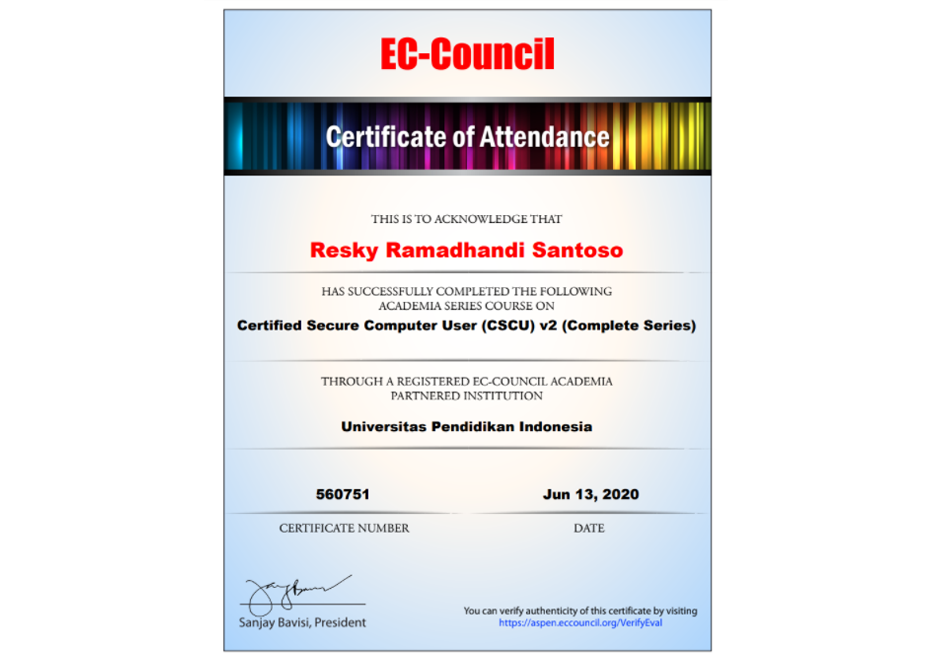 EC-Council
Certificate of Attendance
THIS IS TO ACKNOWLEDGE THAT
Resky Ramadhandi Santoso
HAS SUCCESSFULLY COMPLETED THE FOLLOWING
ACADEMIA SERIES COURSE ON
Certified Secure Computer User (CSCU) v2 (Complete Series)
THROUGH A REGISTERED EC-COUNCIL ACADEMIA
PARTNERED INSTITUTION
Universitas Pendidikan Indonesia
560751
CERTIFICATE NUMBER
Jun 13, 2020
DATE
Sanjay Bavisi, President
You can verify authenticity of this certificate by visiting
https://aspen.eccouncil.org/VerifyEval